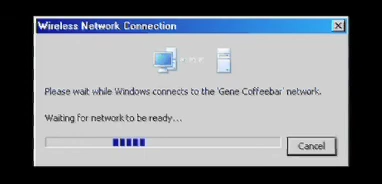 Wireless Network Connection
Please wait while Windows connects to the 'Gene Coffeebar' network.
Waiting for network to be ready...
Cancel